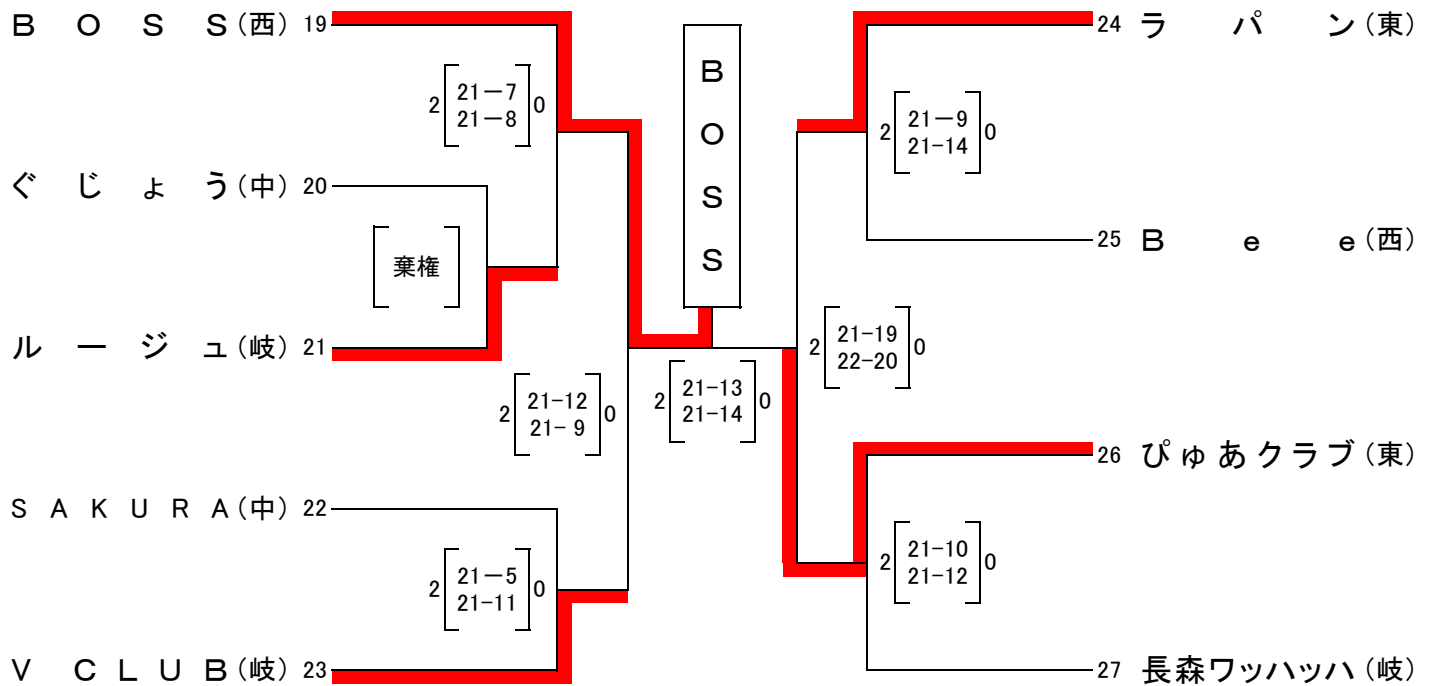 ＢＯＳＳ(西) 19
2 [21－7 21－8] 0
ぐじょう(中) 20
[棄権]
ルージュ(岐) 21
2 [21-12 21- 9] 0
ＳＡＫＵＲＡ(中) 22
2 [21－5 21-11] 0
Ｖ ＣＬＵＢ(岐) 23
ＢＯＳＳ
2 [21-13 21-14] 0
24 ラパン(東)
2 [21－9 21-14] 0
25 Ｂｅｅ(西)
2 [21-19 22-20] 0
26 ぴゅあクラブ(東)
2 [21-10 21-12] 0
27 長森ワッハッハ(岐)